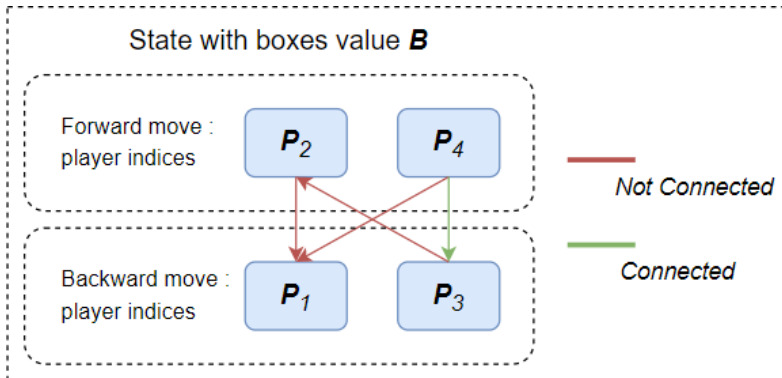 State with boxes value B
Forward move :
player indices
P2
P4
Not Connected
Backward move :
player indices
P1
P3
Connected